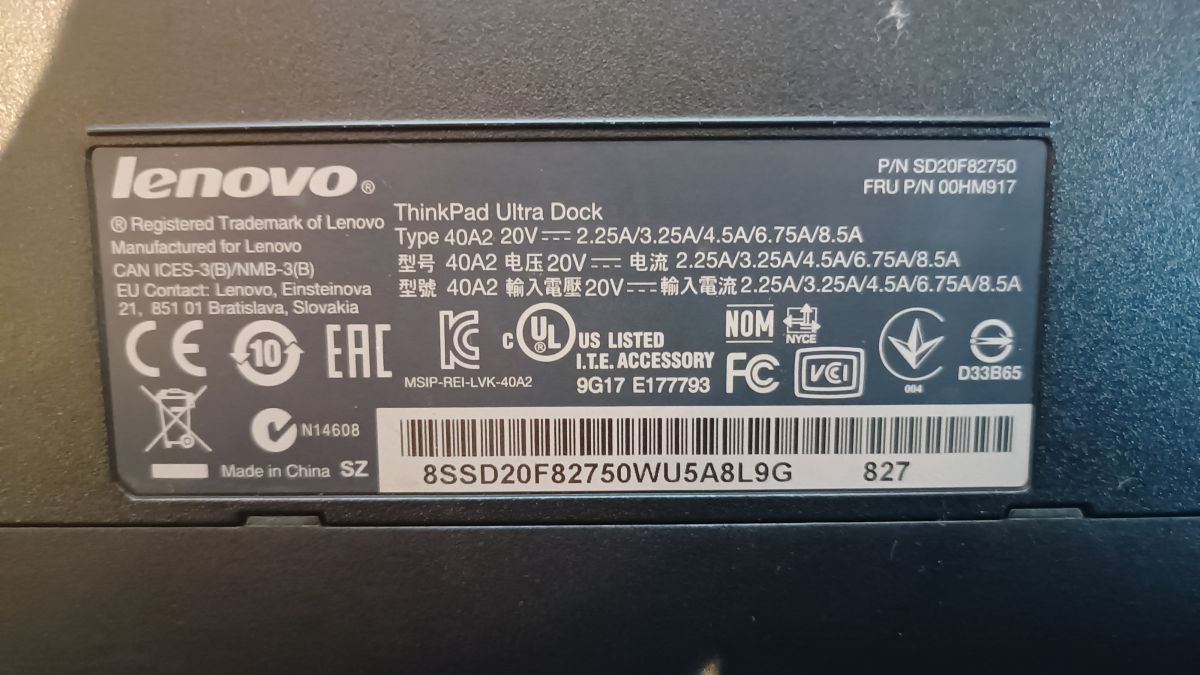 lenovo®
P/N SD20F82750
FRU P/N 00HM917
® Registered Trademark of Lenovo
Manufactured for Lenovo
CAN ICES-3(B)/NMB-3(B)
EU Contact: Lenovo, Einsteinova
21, 851 01 Bratislava, Slovakia
ThinkPad Ultra Dock
Type 40A2 20V⎓2.25A/3.25A/4.5A/6.75A/8.5A
型号 40A2 电压20V⎓电流 2.25A/3.25A/4.5A/6.75A/8.5A
型號 40A2 輸入電壓20V⎓輸入電流2.25A/3.25A/4.5A/6.75A/8.5A
CE
10
EAC
KC
MSIP-REI-LVK-40A2
c UL® US LISTED
I.T.E. ACCESSORY
9G17 E177793
NOM
NYCE
FC
VCI
004
D33B65
N14608
Made in China SZ
8SSD20F82750WU5A8L9G 827